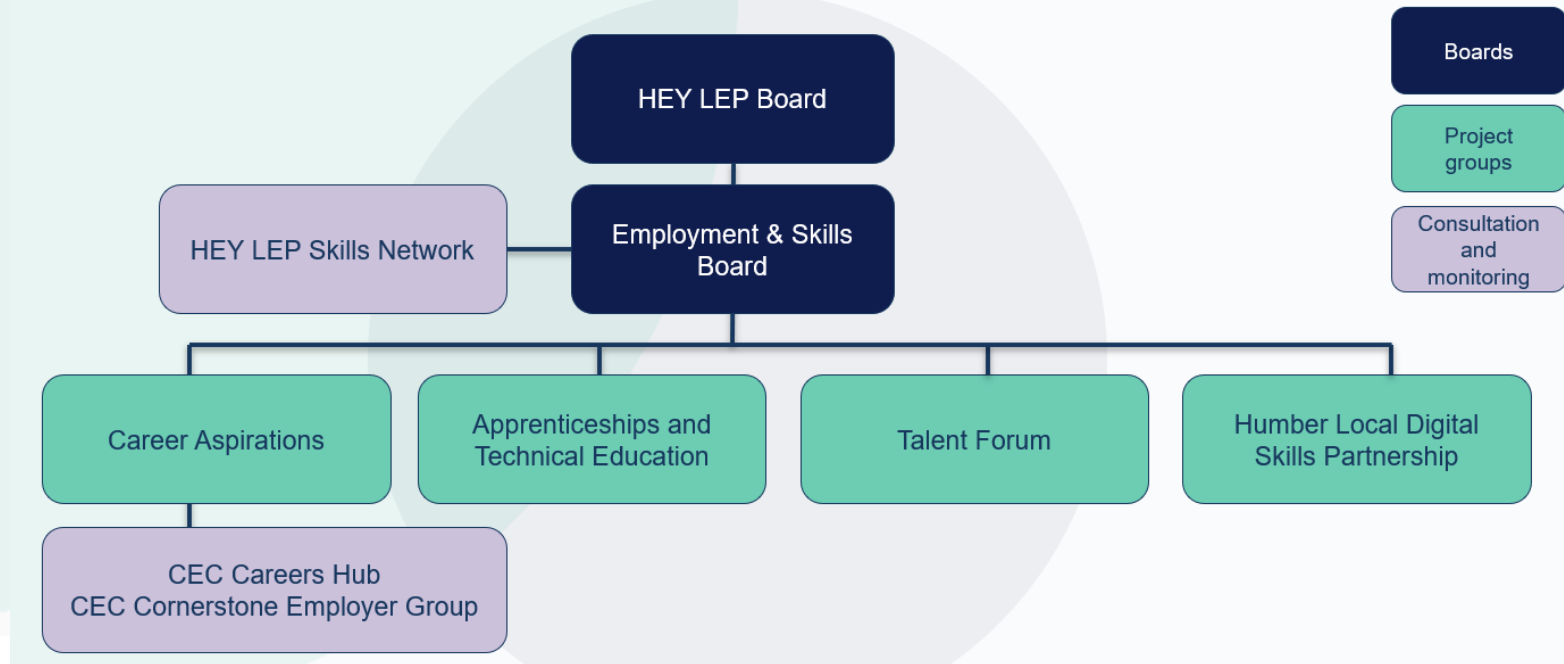 HEY LEP Board
Boards
Project
groups
Consultation
and
monitoring
HEY LEP Skills Network
Employment & Skills
Board
Career Aspirations
Apprenticeships and
Technical Education
Talent Forum
Humber Local Digital
Skills Partnership
CEC Careers Hub
CEC Cornerstone Employer Group